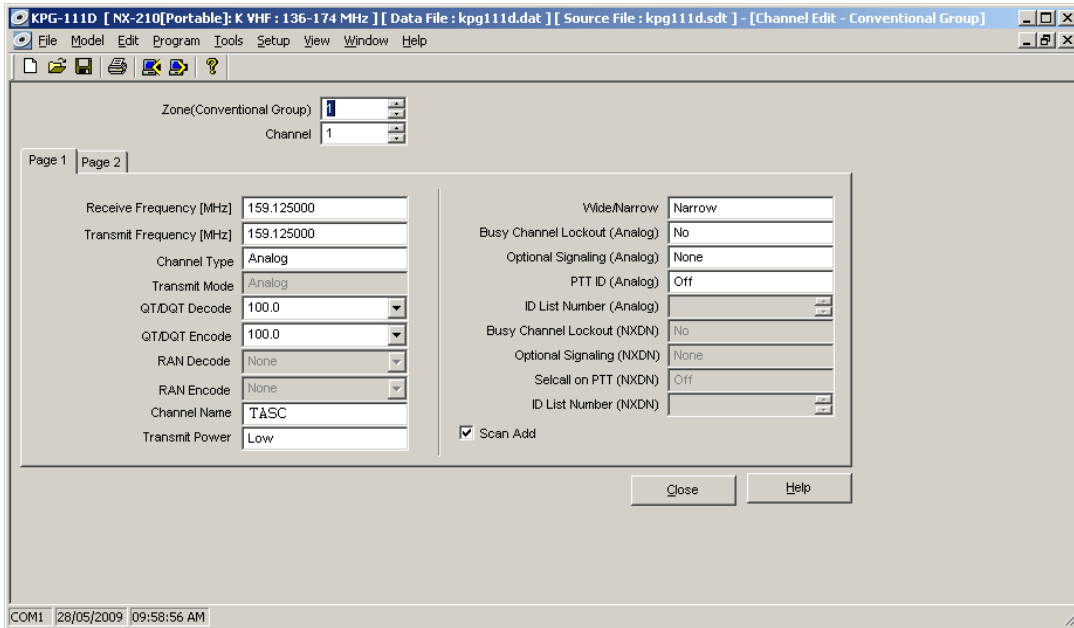 KPG-111D [ NX-210[Portable]: K VHF : 136-174 MHz ] [ Data File : kpg111d.dat ] [ Source File : kpg111d.sdt ] - [Channel Edit - Conventional Group]
File Model Edit Program Tools Setup View Window Help
Zone(Conventional Group) 1
Channel 1
Page 1 Page 2
Receive Frequency [MHz] 159.125000
Transmit Frequency [MHz] 159.125000
Channel Type Analog
Transmit Mode Analog
QT/DQT Decode 100.0
QT/DQT Encode 100.0
RAN Decode None
RAN Encode None
Channel Name TASC
Transmit Power Low
Wide/Narrow Narrow
Busy Channel Lockout (Analog) No
Optional Signaling (Analog) None
PTT ID (Analog) Off
ID List Number (Analog)
Busy Channel Lockout (NXDN) No
Optional Signaling (NXDN) None
Selcall on PTT (NXDN) Off
ID List Number (NXDN)
Scan Add
Close Help
COM1 28/05/2009 09:58:56 AM